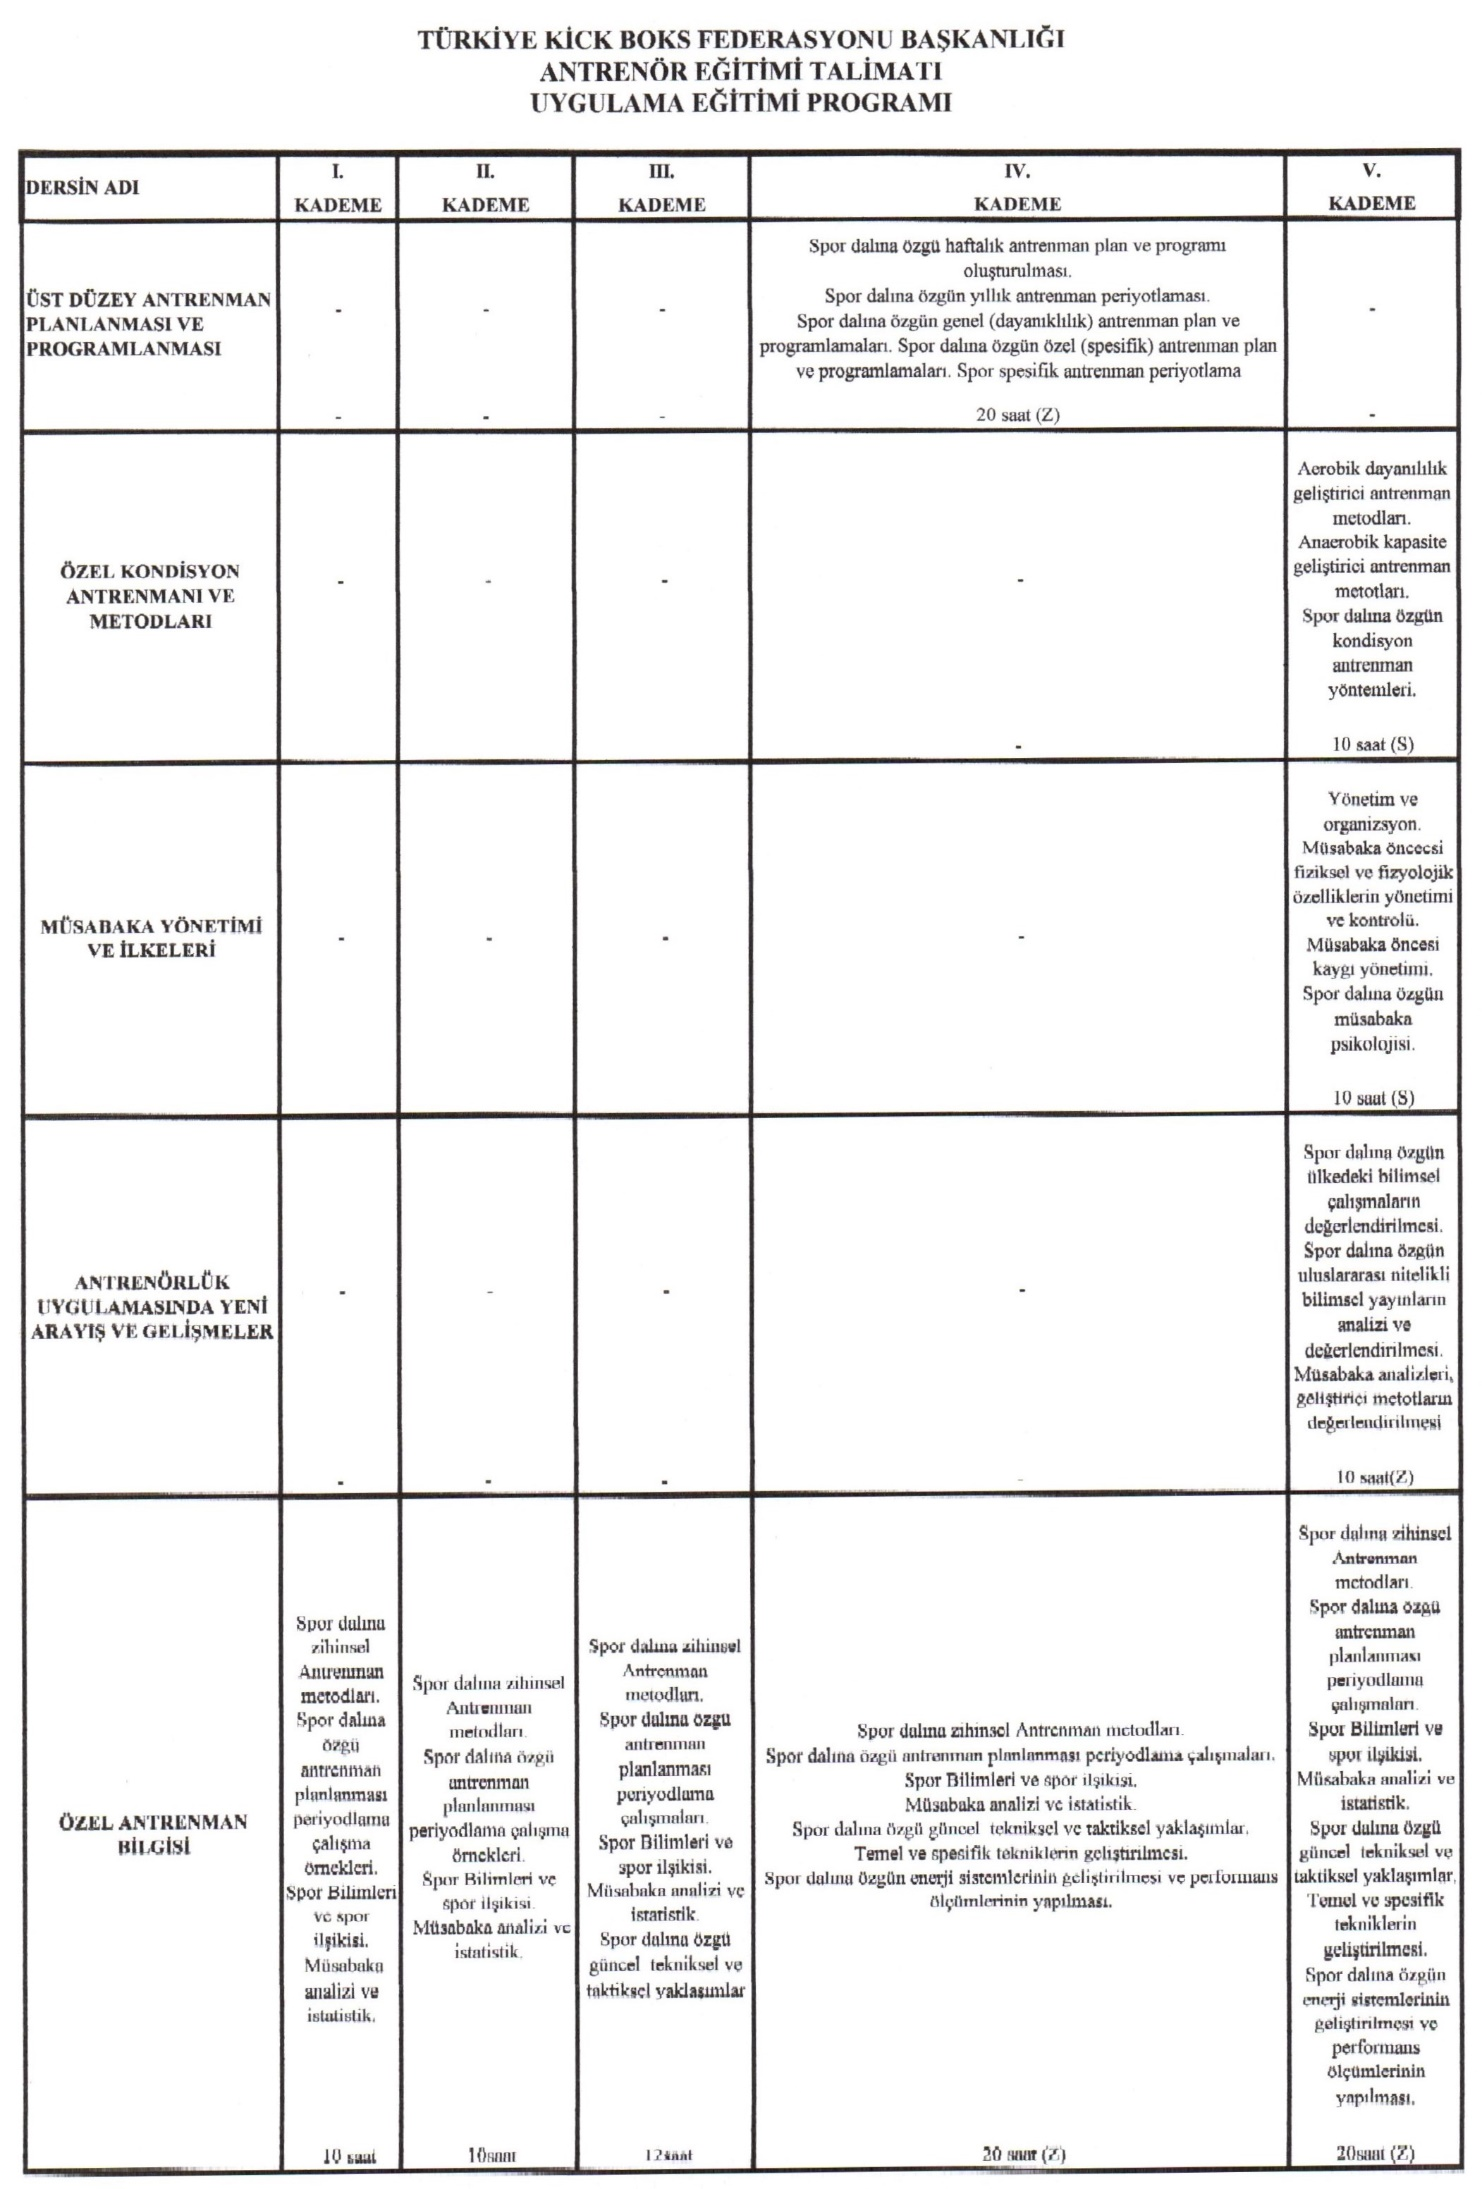 TÜRKİYE KİCK BOKS FEDERASYONU BAŞKANLIĞI
ANTRENÖR EĞİTİMİ TALİMATI
UYGULAMA EĞİTİMİ PROGRAMI
DERSİN ADI
I.
KADEME
II.
KADEME
III.
KADEME
IV.
KADEME
V.
KADEME
ÜST DÜZEY ANTRENMAN
PLANLANMASI VE
PROGRAMLANMASI
-
-
-
-
-
-
Spor dalına özgü haftalık antrenman plan ve programı
oluşturulması.
Spor dalına özgün yıllık antrenman periyotlaması.
Spor dalına özgün genel (dayanıklılık) antrenman plan ve
programlamaları. Spor dalına özgün özel (spesifik) antrenman plan
ve programlamaları. Spor spesifik antrenman periyotlama
20 saat (Z)
-
-
ÖZEL KONDİSYON
ANTRENMANI VE
METODLARI
-
-
-
-
-
Aerobik dayanılılık
geliştirici antrenman
metodları.
Anaerobik kapasite
geliştirici antrenman
metotları.
Spor dalına özgün
kondisyon
antrenman
yöntemleri.
10 saat (S)
MÜSABAKA YÖNETİMİ
VE İLKELERİ
-
-
-
-
Yönetim ve
organizsyon.
Müsabaka öncesi
fiziksel ve fizyolojik
özelliklerin yönetimi
ve kontrolü.
Müsabaka öncesi
kaygı yönetimi.
Spor dalına özgün
müsabaka
psikolojisi.
10 saat (S)
ANTRENÖRLÜK
UYGULAMASINDA YENİ
ARAYIŞ VE GELİŞMELER
-
-
-
-
-
-
-
-
Spor dalına özgün
ülkedeki bilimsel
çalışmaların
değerlendirilmesi.
Spor dalına özgün
uluslararası nitelikli
bilimsel yayınların
analizi ve
değerlendirilmesi.
Müsabaka analizleri,
geliştirici metotların
değerlendirilmesi
10 saat(Z)
ÖZEL ANTRENMAN
BİLGİSİ
Spor dalına
zihinsel
Antrenman
metodları.
Spor dalına
özgü
antrenman
planlanması
periyodlama
çalışma
örnekleri.
Spor Bilimleri
ve spor
ilşikisi.
Müsabaka
analizi ve
istatistik.
10 saat
Spor dalına zihinsel
Antrenman
metodları.
Spor dalına özgü
antrenman
planlanması
periyodlama çalışma
örnekleri.
Spor Bilimleri ve
spor ilşikisi.
Müsabaka analizi ve
istatistik.
10saat
Spor dalına zihinsel
Antrenman
metodları.
Spor dalına özgü
antrenman
planlanması
periyodlama
çalışmaları.
Spor Bilimleri ve
spor ilşikisi.
Müsabaka analizi ve
istatistik.
Spor dalına özgü
güncel tekniksel ve
taktiksel yaklaşımlar
12saat
Spor dalına zihinsel Antrenman metodları.
Spor dalına özgü antrenman planlanması periyodlama çalışmaları.
Spor Bilimleri ve spor ilşikisi.
Müsabaka analizi ve istatistik.
Spor dalına özgü güncel tekniksel ve taktiksel yaklaşımlar.
Temel ve spesifik tekniklerin geliştirilmesi.
Spor dalına özgün enerji sistemlerinin geliştirilmesi ve performans
ölçümlerinin yapılması.
20 saat (Z)
Spor dalına zihinsel
Antrenman
metodları.
Spor dalına özgü
antrenman
planlanması
periyodlama
çalışmaları.
Spor Bilimleri ve
spor ilşikisi.
Müsabaka analizi ve
istatistik.
Spor dalına özgü
güncel tekniksel ve
taktiksel yaklaşımlar.
Temel ve spesifik
tekniklerin
geliştirilmesi.
Spor dalına özgün
enerji sistemlerinin
geliştirilmesi ve
performans
ölçümlerinin
yapılması.
20saat (Z)